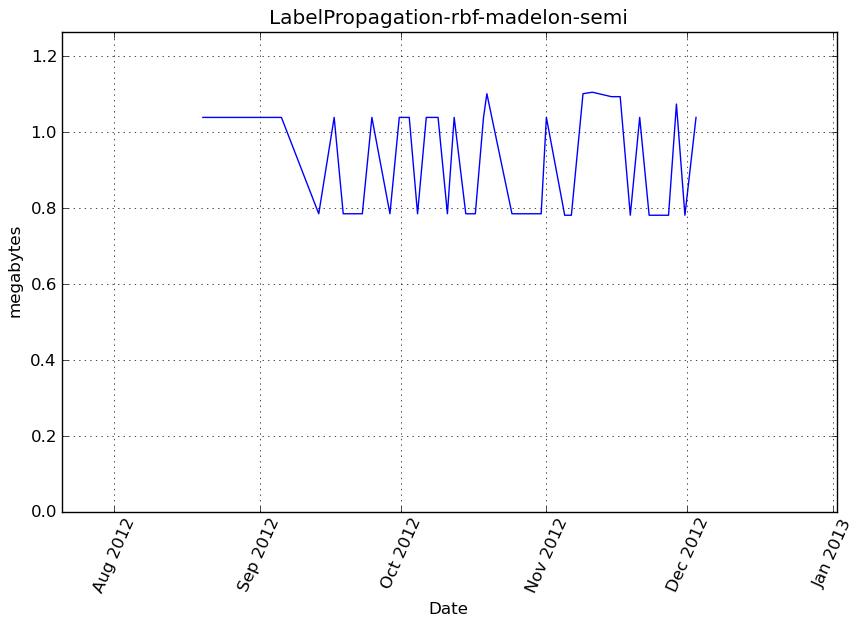 LabelPropagation-rbf-madelon-semi
1.2
1.0
0.8
0.6
0.4
0.2
0.0
megabytes
Aug 2012
Sep 2012
Oct 2012
Nov 2012
Dec 2012
Jan 2013
Date